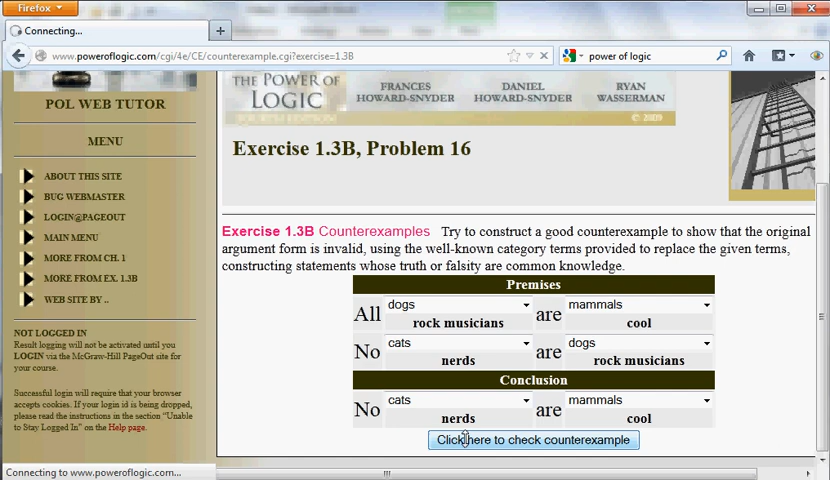 Firefox
Connecting...
www.poweroflogic.com/cgi/4e/CE/counterexample.cgi?exercise=1.3B
power of logic
THE POWER OF LOGIC
FRANCES HOWARD-SNYDER
DANIEL HOWARD-SNYDER
RYAN WASSERMAN
© 2009
POL WEB TUTOR
MENU
ABOUT THIS SITE
BUG WEBMASTER
LOGIN@PAGEOUT
MAIN MENU
MORE FROM CH. 1
MORE FROM EX. 1.3B
WEB SITE BY ..
NOT LOGGED IN
Result logging will not be activated until you
LOGIN via the McGraw-Hill PageOut site for
your course.
Successful login will require that your browser
accepts cookies. If your login id is being dropped,
please read the instructions in the section "Unable
to Stay Logged In" on the Help page.
Connecting to www.poweroflogic.com...
Exercise 1.3B, Problem 16
Exercise 1.3B Counterexamples Try to construct a good counterexample to show that the original
argument form is invalid, using the well-known category terms provided to replace the given terms,
constructing statements whose truth or falsity are common knowledge.
Premises
All dogs are mammals
rock musicians cool
No cats are dogs
nerds rock musicians
Conclusion
No cats are mammals
nerds cool
Click here to check counterexample